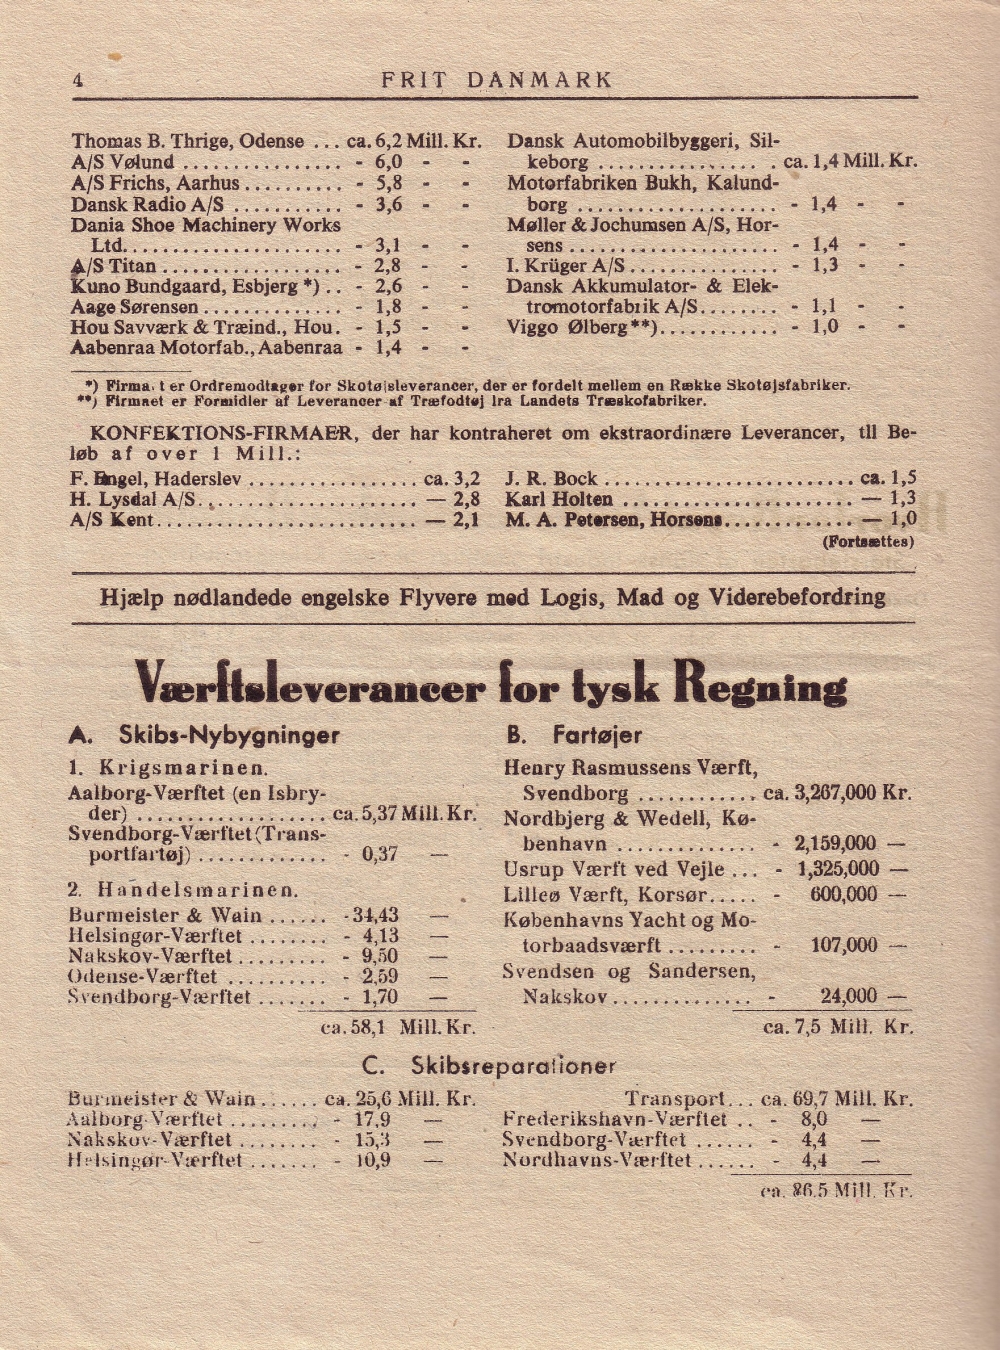 4
FRIT DANMARK
Thomas B. Thrige, Odense ... ca. 6,2 Mill. Kr.
A/S Vølund ................ - 6,0 - -
A/S Frichs, Aarhus .......... - 5,8 - -
Dansk Radio A/S ........... - 3,6 - -
Dania Shoe Machinery Works
Ltd....................... - 3,1 - -
A/S Titan .................. - 2,8 - -
Kuno Bundgaard, Esbjerg *) .. - 2,6 - -
Aage Sørensen .............. - 1,8 - -
Hou Savværk & Træind., Hou. - 1,5 - -
Aabenraa Motorfab., Aabenraa - 1,4 - -
Dansk Automobilbyggeri, Sil-
keborg .................. ca. 1,4 Mill. Kr.
Motorfabriken Bukh, Kalund-
borg .................... - 1,4 - -
Møller & Jochumsen A/S, Hor-
sens ..................... - 1,4 - -
I. Krüger A/S ............... - 1,3 - -
Dansk Akkumulator- & Elek-
tromotorfabrik A/S........ - 1,1 - -
Viggo Ølberg**)............ - 1,0 - -
*) Firmaet er Ordremodtager for Skotøjsleverancer, der er fordelt mellem en Række Skotøjsfabriker.
**) Firmaet er Formidler af Leverancer af Træfodtøj fra Landets Træskofabriker.
KONFEKTIONS-FIRMAER, der har kontraheret om ekstraordinære Leverancer, til Be-
løb af over 1 Mill.:
F. Engel, Haderslev ................. ca. 3,2
H. Lysdal A/S...................... — 2,8
A/S Kent.......................... — 2,1
J. R. Bock ......................... ca. 1,5
Karl Holten ....................... — 1,3
M. A. Petersen, Horsens............. — 1,0
(Fortsættes)
Hjælp nødlandede engelske Flyvere med Logis, Mad og Viderebefordring
Værftsleverancer for tysk Regning
A. Skibs-Nybygninger
1. Krigsmarinen.
Aalborg-Værftet (en Isbry-
der) ................... ca. 5,37 Mill. Kr.
Svendborg-Værftet (Trans-
portfartøj) ............. - 0,37 —
2. Handelsmarinen.
Burmeister & Wain ...... - 34,43 —
Helsingør-Værftet ........ - 4,13 —
Nakskov-Værftet ......... - 9,50 —
Odense-Værftet .......... - 2,59 —
Svendborg-Værftet ....... - 1,70 —
ca. 58,1 Mill. Kr.
B. Fartøjer
Henry Rasmussens Værft,
Svendborg ............ ca. 3,267,000 Kr.
Nordbjerg & Wedell, Kø-
benhavn .............. - 2,159,000 —
Usrup Værft ved Vejle ... - 1,325,000 —
Lilleø Værft, Korsør..... - 600,000 —
Københavns Yacht og Mo-
torbaadsværft ......... - 107,000 —
Svendsen og Sandersen,
Nakskov .............. - 24,000 —
ca. 7,5 Mill. Kr.
C. Skibsreparationer
Burmeister & Wain ...... ca. 25,6 Mill. Kr.
Aalborg-Værftet ......... - 17,9 —
Nakskov-Værftet ......... - 15,3 —
Helsingør-Værftet ....... - 10,9 —
Transport... ca. 69,7 Mill. Kr.
Frederikshavn-Værftet .. - 8,0 —
Svendborg-Værftet ...... - 4,4 —
Nordhavns-Værftet ...... - 4,4 —
ca. 86.5 Mill. Kr.